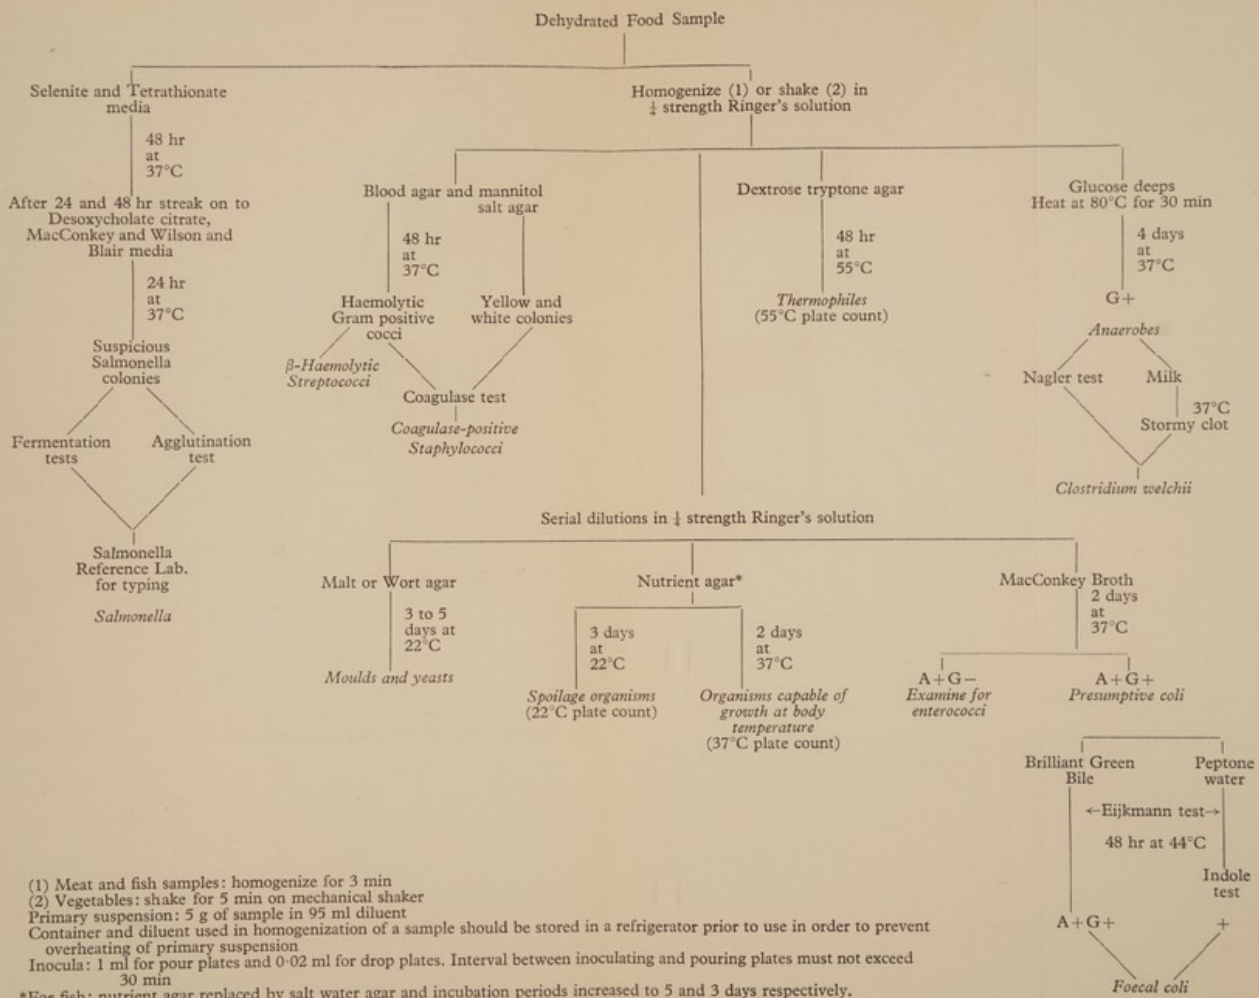 Dehydrated Food Sample
Selenite and Tetrathionate
media
48 hr
at
37°C
After 24 and 48 hr streak on to
Desoxycholate citrate,
MacConkey and Wilson and
Blair media
24 hr
at
37°C
Suspicious
Salmonella
colonies
Fermentation
tests
Agglutination
test
Salmonella
Reference Lab.
for typing
Salmonella
Homogenize (1) or shake (2) in
¼ strength Ringer's solution
Blood agar and mannitol
salt agar
48 hr
at
37°C
Haemolytic
Gram positive
cocci
Yellow and
white colonies
β-Haemolytic
Streptococci
Coagulase test
Coagulase-positive
Staphylococci
Dextrose tryptone agar
48 hr
at
55°C
Thermophiles
(55°C plate count)
Glucose deeps
Heat at 80°C for 30 min
4 days
at
37°C
G+
Anaerobes
Nagler test
Milk
37°C
Stormy clot
Clostridium welchii
Serial dilutions in ¼ strength Ringer's solution
Malt or Wort agar
3 to 5
days at
22°C
Moulds and yeasts
Nutrient agar*
3 days
at
22°C
Spoilage organisms
(22°C plate count)
2 days
at
37°C
Organisms capable of
growth at body
temperature
(37°C plate count)
MacConkey Broth
2 days
at
37°C
A+G−
Examine for
enterococci
A+G+
Presumptive coli
Brilliant Green
Bile
Peptone
water
←Eijkmann test→
48 hr at 44°C
Indole
test
A+G+
+
Foecal coli
(1) Meat and fish samples: homogenize for 3 min
(2) Vegetables: shake for 5 min on mechanical shaker
Primary suspension: 5 g of sample in 95 ml diluent
Container and diluent used in homogenization of a sample should be stored in a refrigerator prior to use in order to prevent
overheating of primary suspension
Inocula: 1 ml for pour plates and 0·02 ml for drop plates. Interval between inoculating and pouring plates must not exceed
30 min
*For fish: nutrient agar replaced by salt water agar and incubation periods increased to 5 and 3 days respectively.